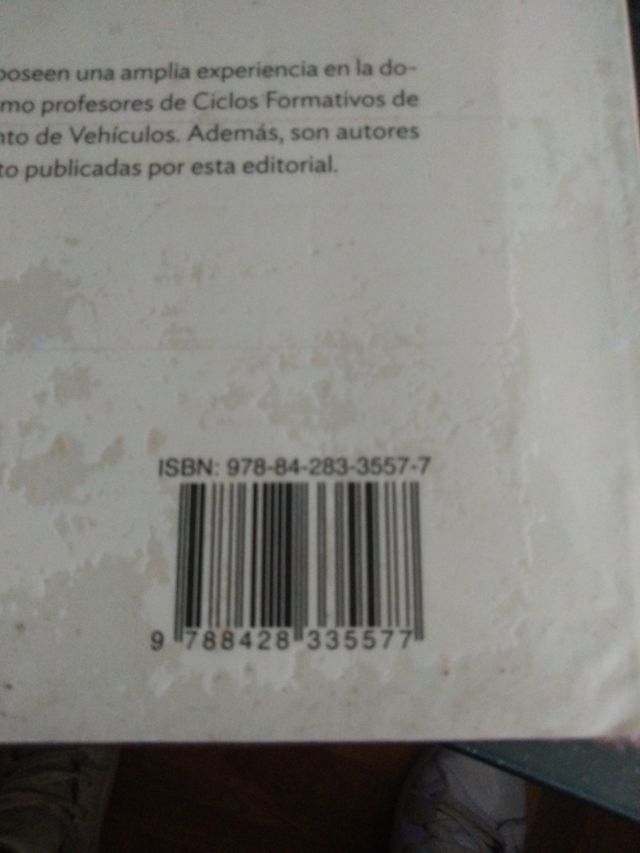 poseen una amplia experiencia en la do-
mo profesores de Ciclos Formativos de
nto de Vehículos. Además, son autores
to publicadas por esta editorial.
ISBN: 978-84-283-3557-7
9 788428 335577